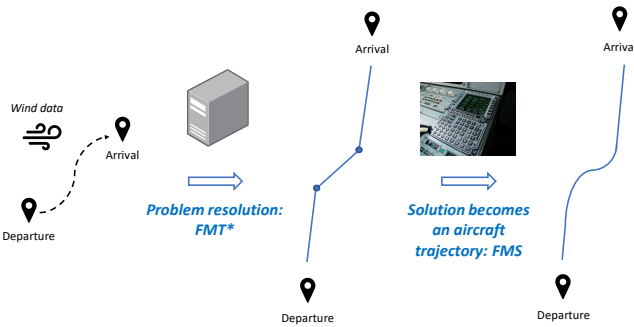 Wind data
Arrival
Departure
Problem resolution:
FMT*
Arrival
Departure
Solution becomes
an aircraft
trajectory: FMS
Arriva
Departure